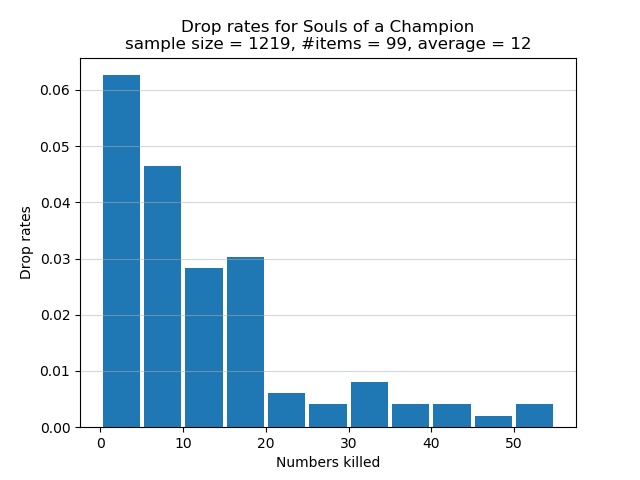 Drop rates for Souls of a Champion
sample size = 1219, #items = 99, average = 12
0.06
0.05
0.04
0.03
0.02
0.01
0.00
Drop rates
0 10 20 30 40 50
Numbers killed